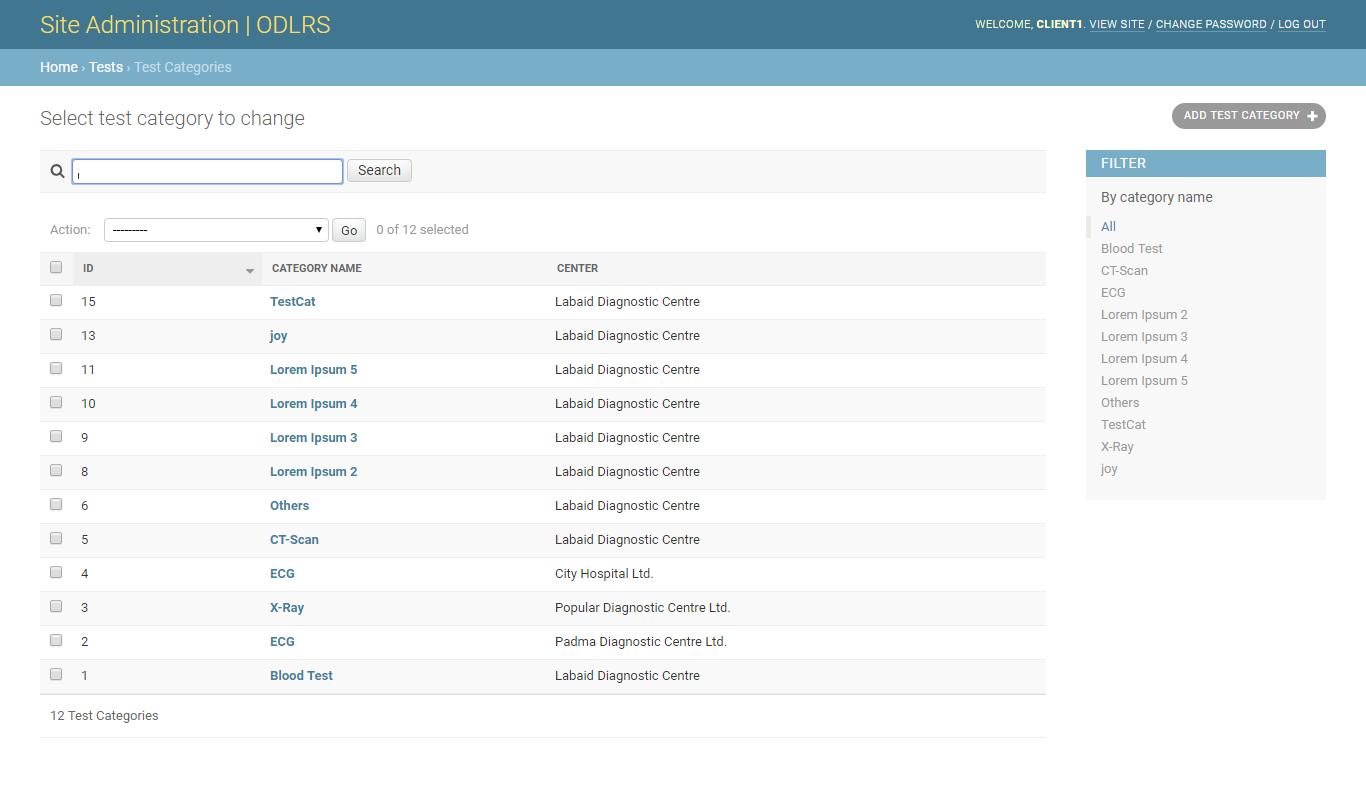 Site Administration | ODLRS
WELCOME, CLIENT1. VIEW SITE / CHANGE PASSWORD / LOG OUT
Home › Tests › Test Categories
Select test category to change
ADD TEST CATEGORY +
Search
Action: --------- Go 0 of 12 selected
ID CATEGORY NAME CENTER
15 TestCat Labaid Diagnostic Centre
13 joy Labaid Diagnostic Centre
11 Lorem Ipsum 5 Labaid Diagnostic Centre
10 Lorem Ipsum 4 Labaid Diagnostic Centre
9 Lorem Ipsum 3 Labaid Diagnostic Centre
8 Lorem Ipsum 2 Labaid Diagnostic Centre
6 Others Labaid Diagnostic Centre
5 CT-Scan Labaid Diagnostic Centre
4 ECG City Hospital Ltd.
3 X-Ray Popular Diagnostic Centre Ltd.
2 ECG Padma Diagnostic Centre Ltd.
1 Blood Test Labaid Diagnostic Centre
12 Test Categories
FILTER
By category name
All
Blood Test
CT-Scan
ECG
Lorem Ipsum 2
Lorem Ipsum 3
Lorem Ipsum 4
Lorem Ipsum 5
Others
TestCat
X-Ray
joy